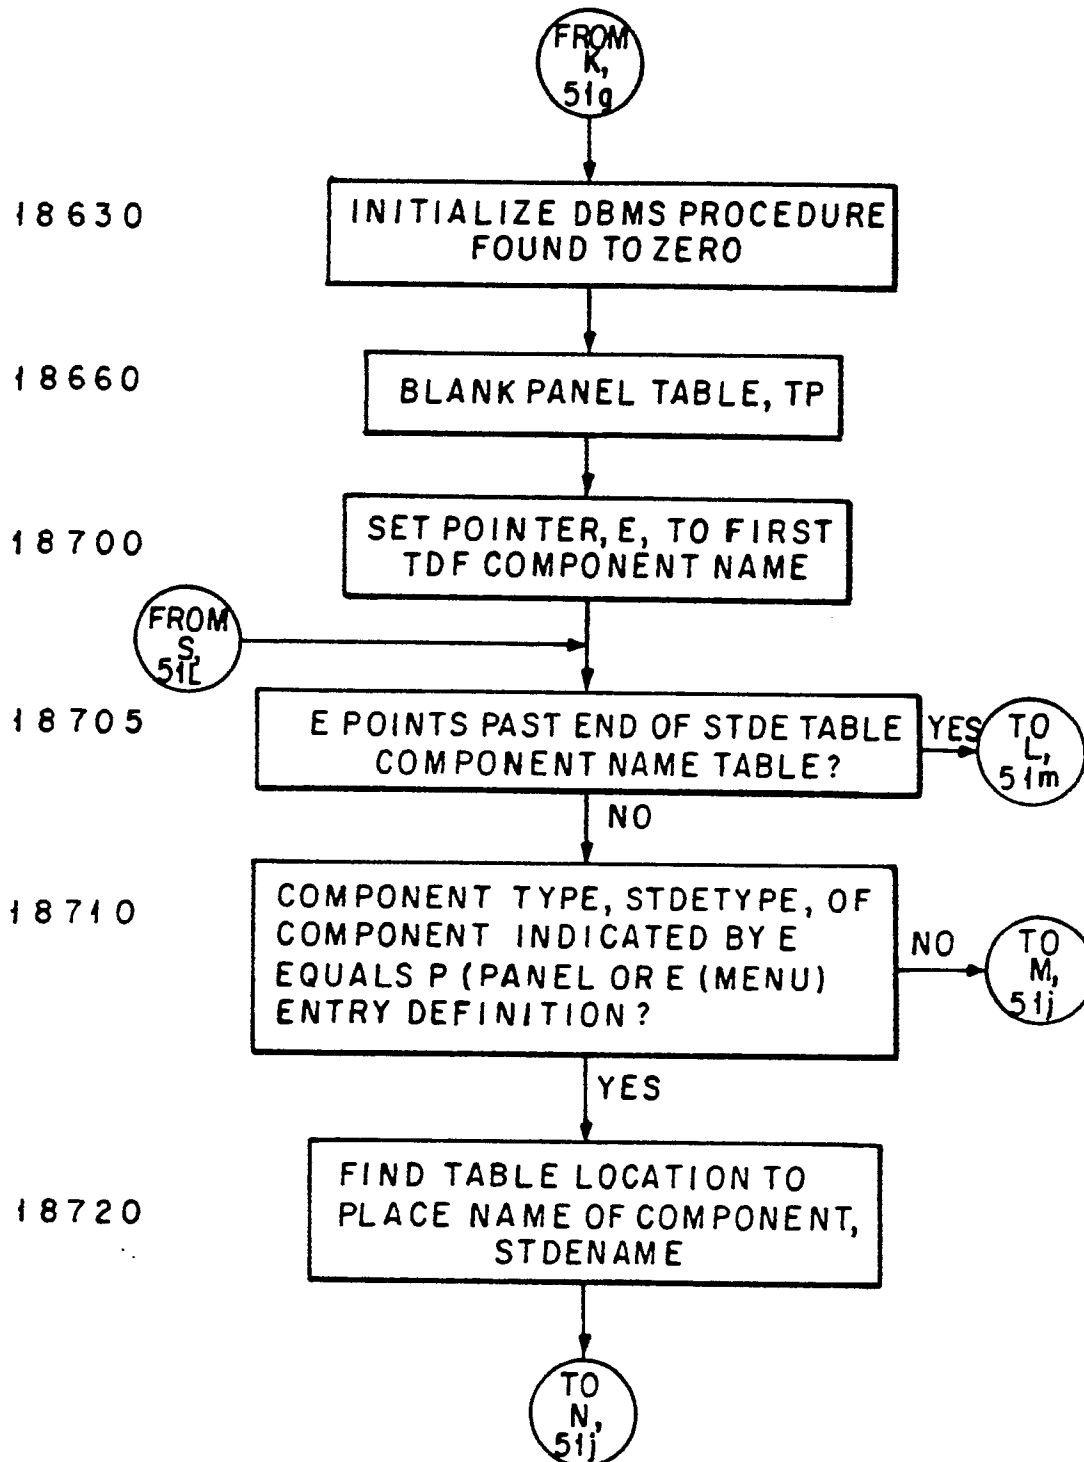 FROM
K,
51g
18630
INITIALIZE DBMS PROCEDURE
FOUND TO ZERO
18660
BLANK PANEL TABLE, TP
18700
SET POINTER, E, TO FIRST
TDF COMPONENT NAME
FROM
S,
51L
18705
E POINTS PAST END OF STDE TABLE
COMPONENT NAME TABLE?
YES
TO
L,
51m
NO
18710
COMPONENT TYPE, STDETYPE, OF
COMPONENT INDICATED BY E
EQUALS P (PANEL OR E (MENU)
ENTRY DEFINITION?
NO
TO
M,
51j
YES
18720
FIND TABLE LOCATION TO
PLACE NAME OF COMPONENT,
STDENAME
TO
N,
51j